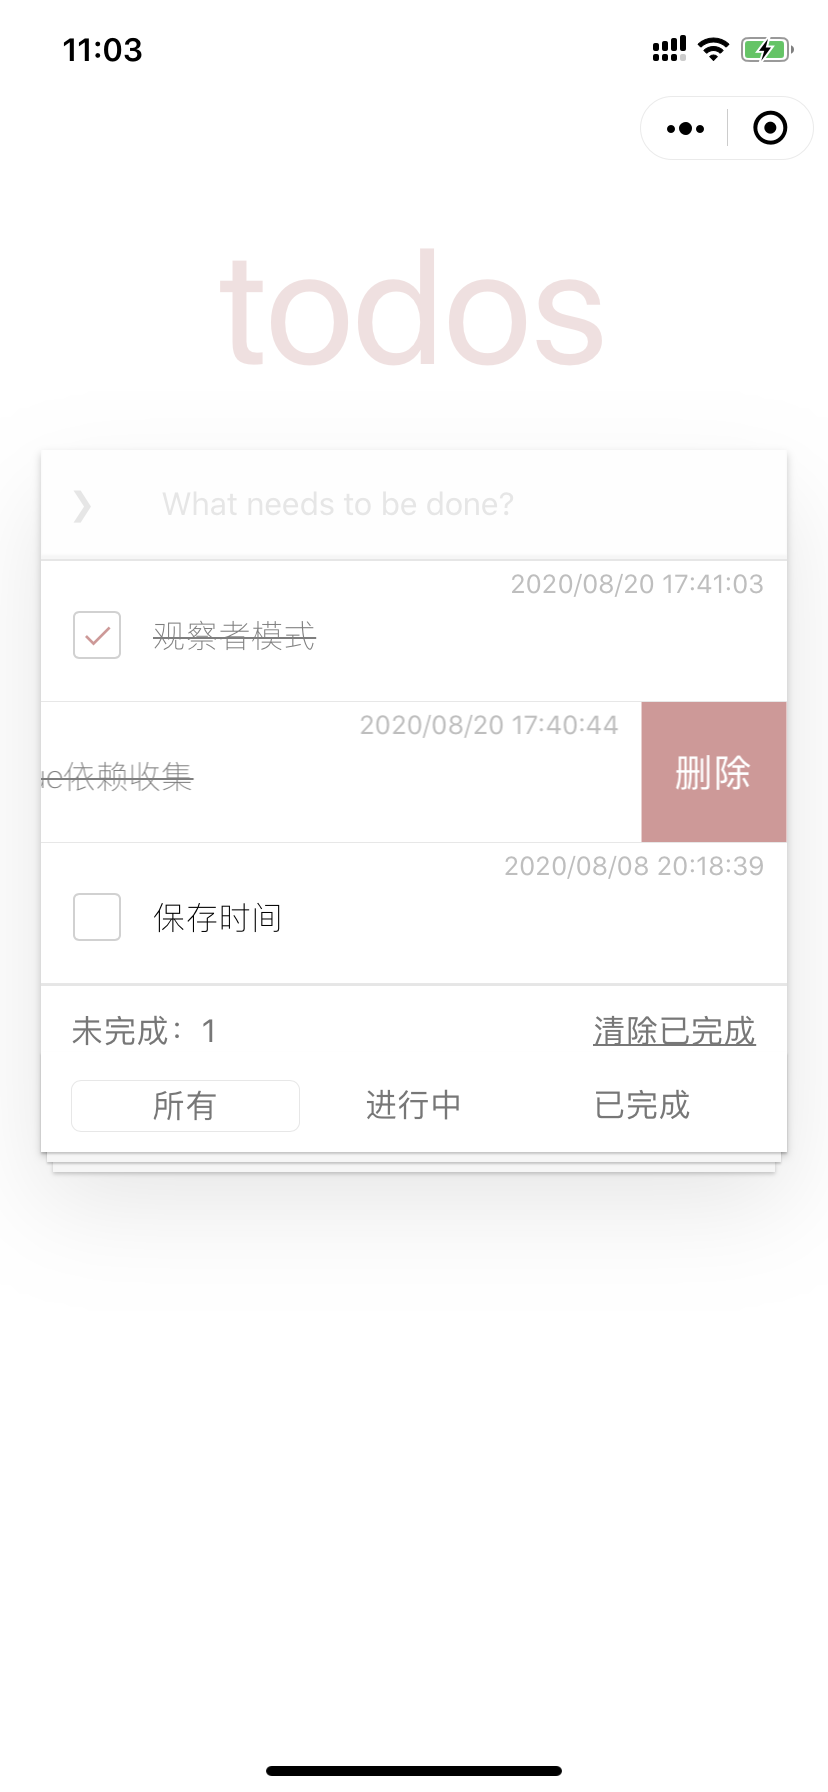 11:03
todos
❯ What needs to be done?
2020/08/20 17:41:03
观察者模式
2020/08/20 17:40:44
依赖收集
删除
2020/08/08 20:18:39
保存时间
未完成：1 清除已完成
所有 进行中 已完成